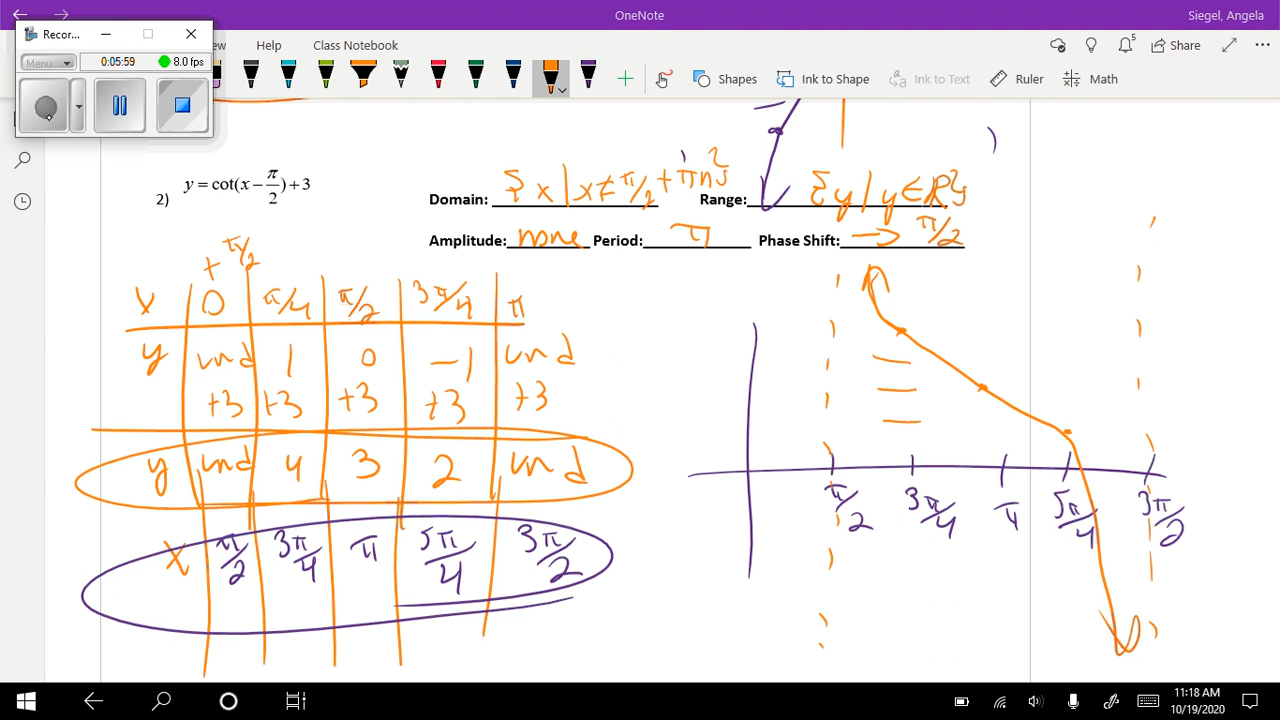 OneNote
Siegel, Angela
Recor...
View Help Class Notebook
5
Share
Menu 0:05:59 8.0 fps
Shapes Ink to Shape Ink to Text Ruler Math
2) y = cot(x − π/2) + 3
Domain: {x | x ≠ π/2 + πn} Range: {y | y ∈ ℝ}
Amplitude: none Period: π Phase Shift: → π/2
+ π/2
x 0 π/4 π/2 3π/4 π
y und 1 0 −1 und
+3 +3 +3 +3 +3
y und 4 3 2 und
x π/2 3π/4 π 5π/4 3π/2
π/2 3π/4 π 5π/4 3π/2
11:18 AM
10/19/2020